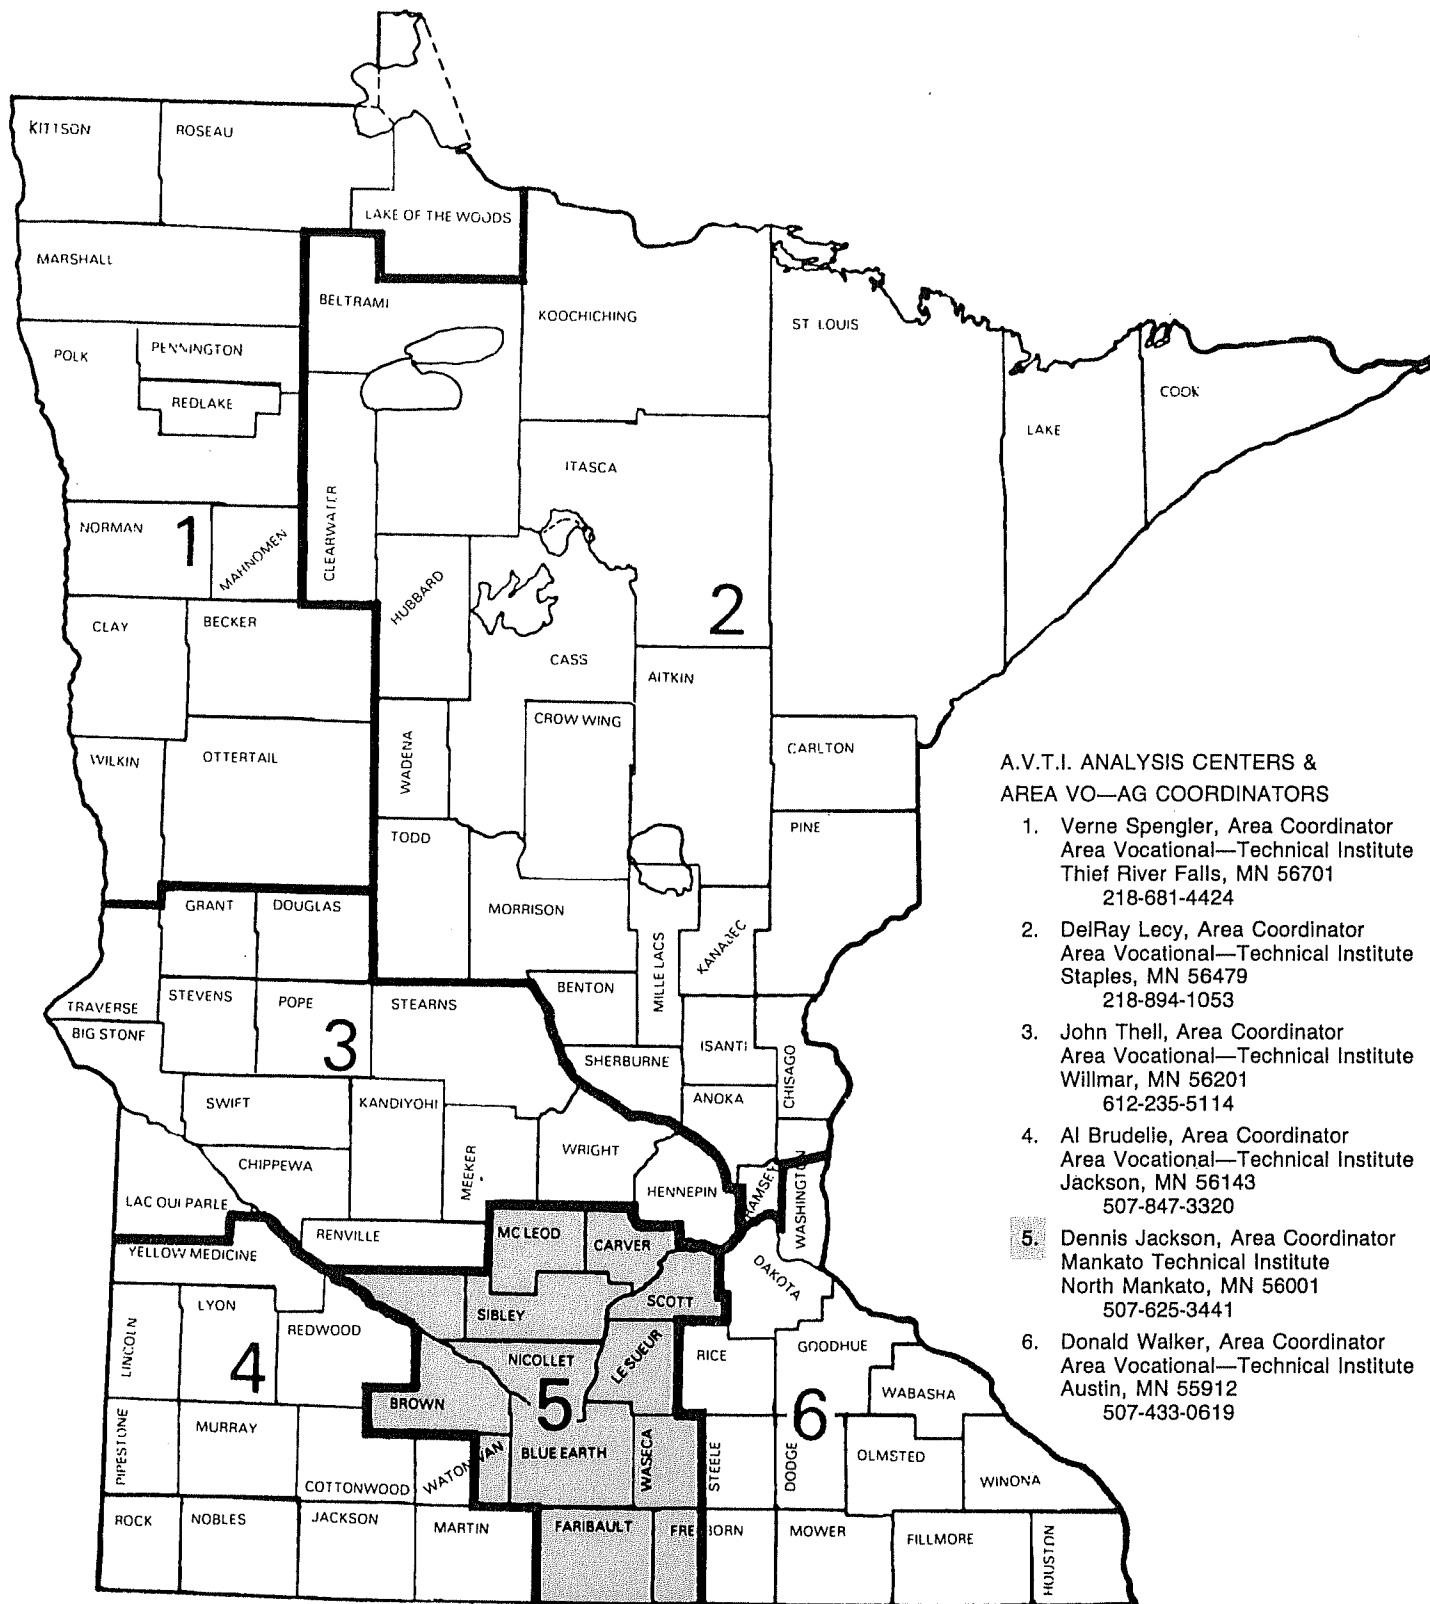 KITTSON
ROSEAU
LAKE OF THE WOODS
MARSHALL
BELTRAMI
KOOCHICHING
ST LOUIS
POLK
PENNINGTON
REDLAKE
COOK
LAKE
ITASCA
CLEARWATER
NORMAN
1
MAHNOMEN
HUBBARD
2
CLAY
BECKER
CASS
AITKIN
CROW WING
WADENA
CARLTON
WILKIN
OTTERTAIL
TODD
PINE
GRANT
DOUGLAS
MORRISON
MILLE LACS
KANABEC
BENTON
TRAVERSE
STEVENS
POPE
STEARNS
BIG STONE
3
SHERBURNE
ISANTI
CHISAGO
ANOKA
SWIFT
KANDIYOHI
MEEKER
WRIGHT
CHIPPEWA
HENNEPIN
RAMSEY
WASHINGTON
LAC QUI PARLE
RENVILLE
MC LEOD
CARVER
YELLOW MEDICINE
DAKOTA
SCOTT
SIBLEY
LYON
REDWOOD
LINCOLN
4
NICOLLET
LE SUEUR
RICE
GOODHUE
WABASHA
BROWN
5
6
PIPESTONE
MURRAY
COTTONWOOD
WATONWAN
BLUE EARTH
WASECA
STEELE
DODGE
OLMSTED
WINONA
ROCK
NOBLES
JACKSON
MARTIN
FARIBAULT
FREEBORN
MOWER
FILLMORE
HOUSTON
A.V.T.I. ANALYSIS CENTERS &
AREA VO—AG COORDINATORS
1. Verne Spengler, Area Coordinator
Area Vocational—Technical Institute
Thief River Falls, MN 56701
218-681-4424
2. DelRay Lecy, Area Coordinator
Area Vocational—Technical Institute
Staples, MN 56479
218-894-1053
3. John Thell, Area Coordinator
Area Vocational—Technical Institute
Willmar, MN 56201
612-235-5114
4. Al Brudelie, Area Coordinator
Area Vocational—Technical Institute
Jackson, MN 56143
507-847-3320
5. Dennis Jackson, Area Coordinator
Mankato Technical Institute
North Mankato, MN 56001
507-625-3441
6. Donald Walker, Area Coordinator
Area Vocational—Technical Institute
Austin, MN 55912
507-433-0619